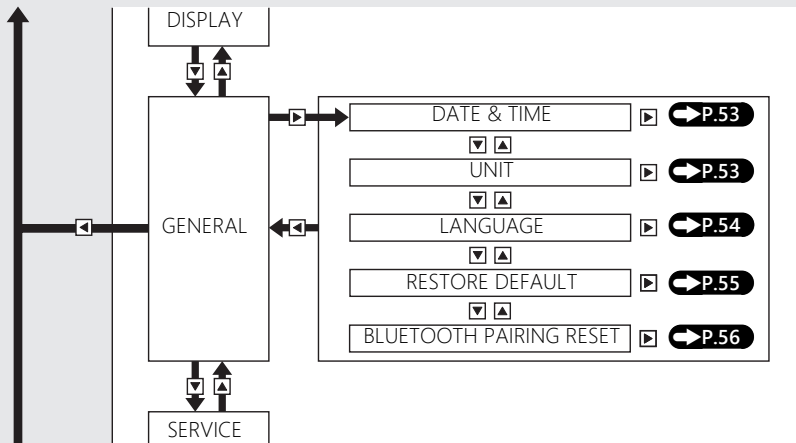 DISPLAY
DATE & TIME P.53
UNIT P.53
GENERAL LANGUAGE P.54
RESTORE DEFAULT P.55
BLUETOOTH PAIRING RESET P.56
SERVICE